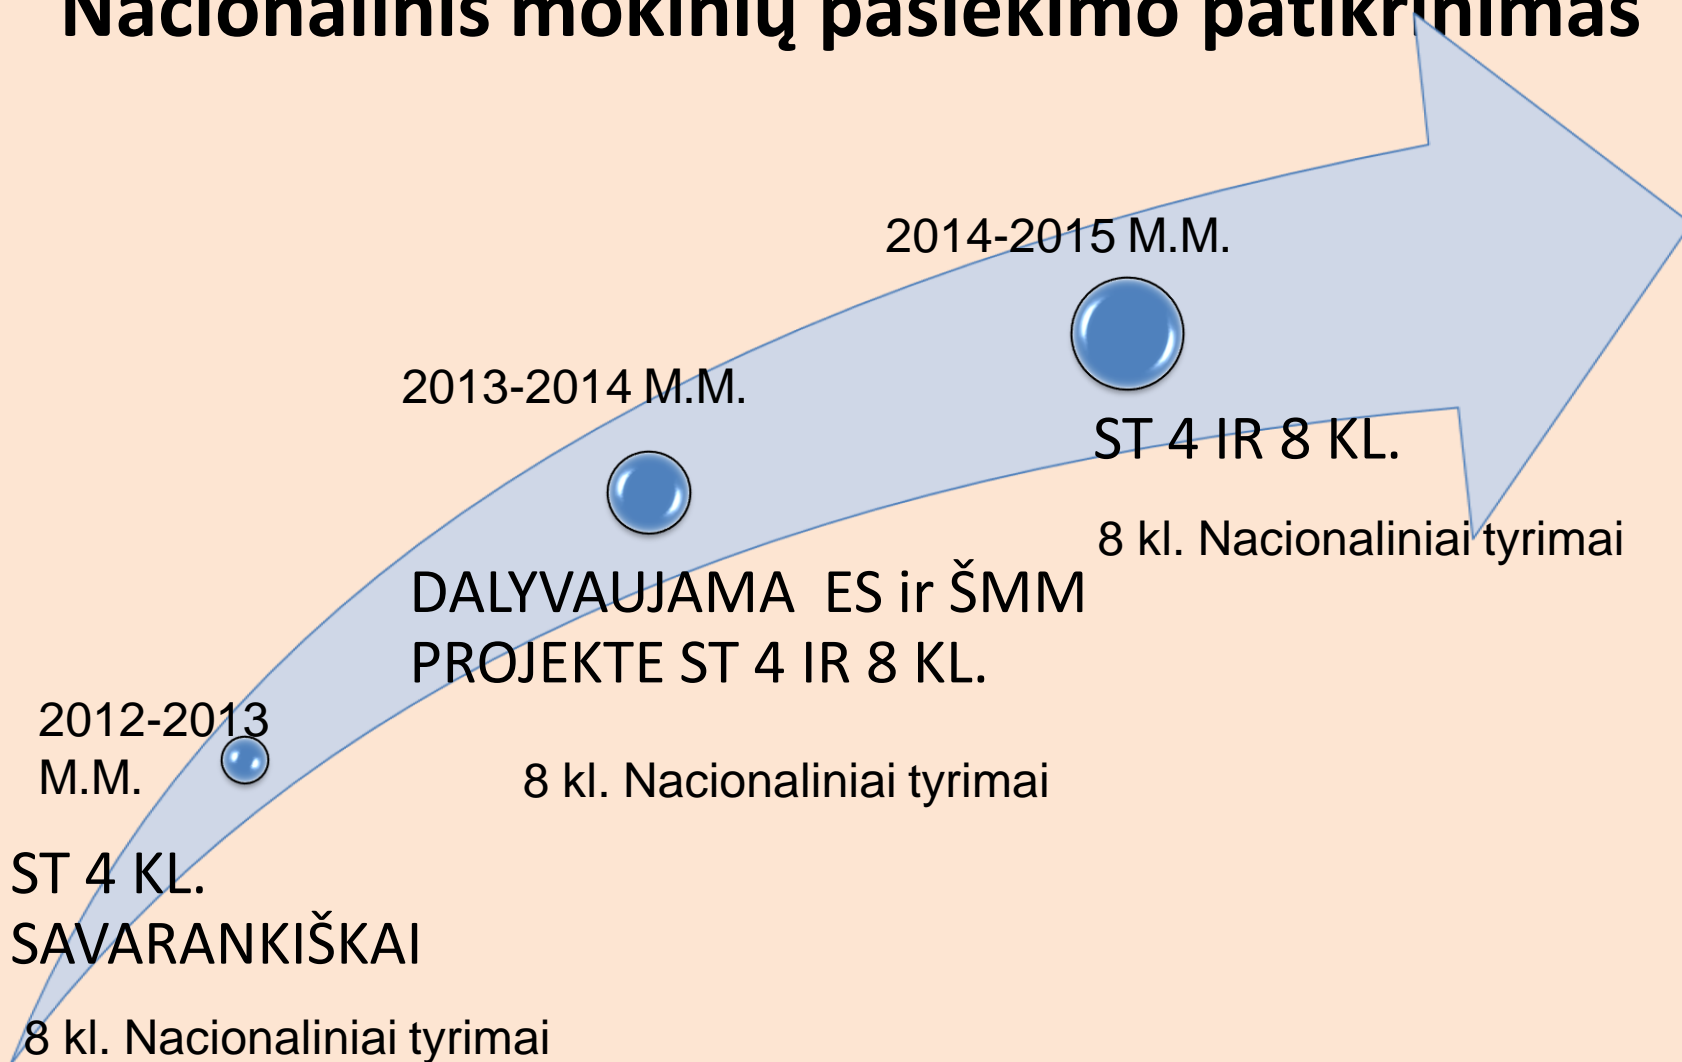 Nacionalinis mokinių pasiekimo patikrinimas
2014-2015 M.M.
ST 4 IR 8 KL.
8 kl. Nacionaliniai tyrimai
2013-2014 M.M.
DALYVAUJAMA ES ir ŠMM
PROJEKTE ST 4 IR 8 KL.
8 kl. Nacionaliniai tyrimai
2012-2013
M.M.
ST 4 KL.
SAVARANKIŠKAI
8 kl. Nacionaliniai tyrimai